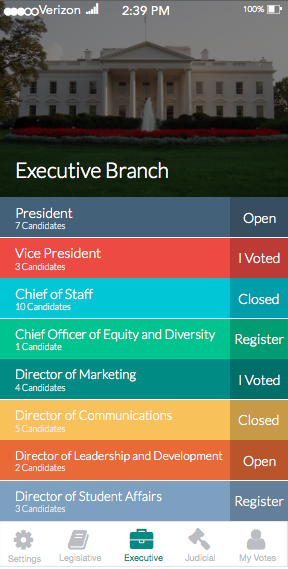 Verizon 2:39 PM 100%
Executive Branch
President
7 Candidates
Open
Vice President
3 Candidates
I Voted
Chief of Staff
10 Candidates
Closed
Chief Officer of Equity and Diversity
1 Candidate
Register
Director of Marketing
4 Candidates
I Voted
Director of Communications
5 Candidates
Closed
Director of Leadership and Development
2 Candidates
Open
Director of Student Affairs
3 Candidates
Register
Settings Legislative Executive Judicial My Votes